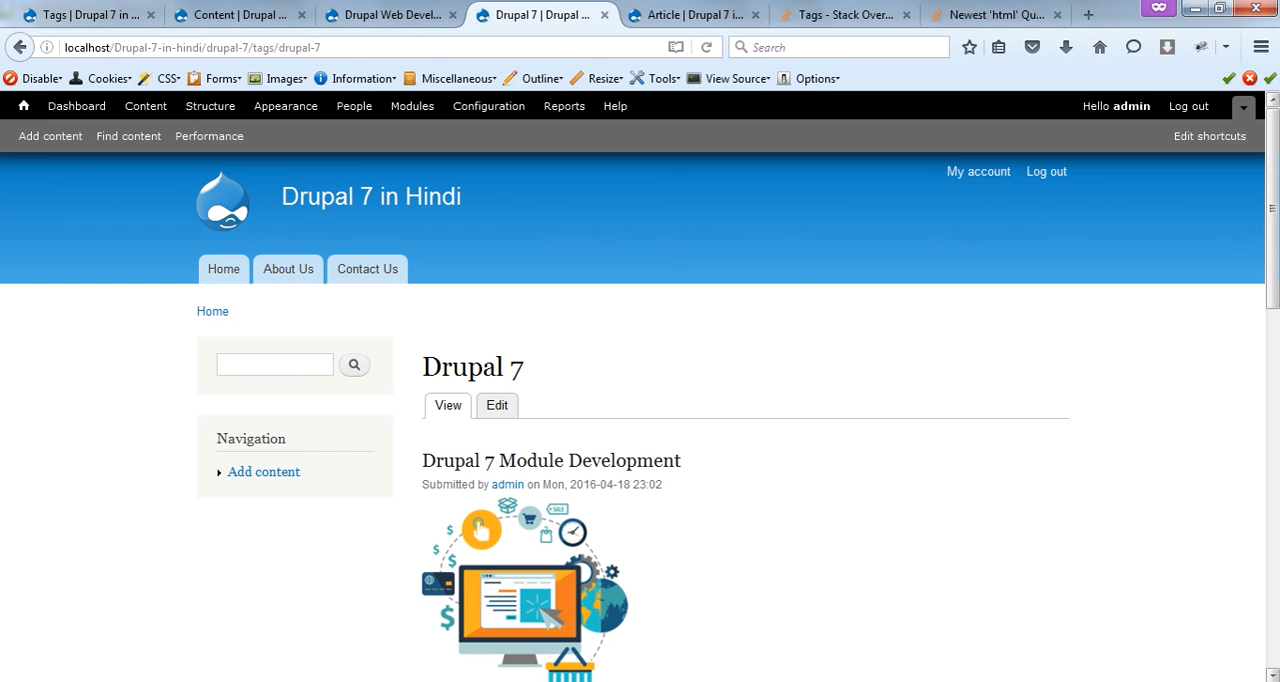 Tags | Drupal 7 in ... Content | Drupal ... Drupal Web Devel... Drupal 7 | Drupal ... Article | Drupal 7 i... Tags - Stack Over... Newest 'html' Qu...
localhost/Drupal-7-in-hindi/drupal-7/tags/drupal-7 Search
Disable Cookies CSS Forms Images Information Miscellaneous Outline Resize Tools View Source Options
Dashboard Content Structure Appearance People Modules Configuration Reports Help Hello admin Log out
Add content Find content Performance Edit shortcuts
My account Log out
Drupal 7 in Hindi
Home About Us Contact Us
Home
Drupal 7
View Edit
Navigation
Add content
Drupal 7 Module Development
Submitted by admin on Mon, 2016-04-18 23:02
SALE